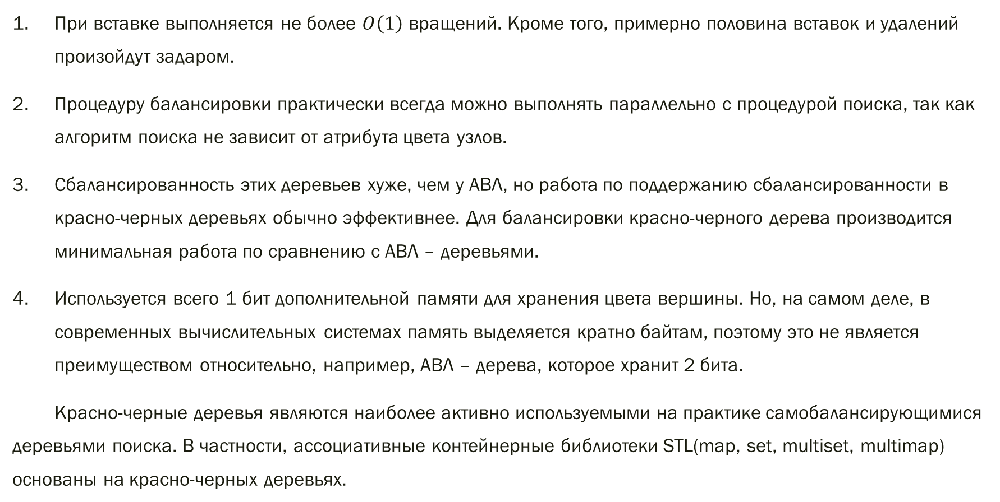 1. При вставке выполняется не более O(1) вращений. Кроме того, примерно половина вставок и удалений
произойдут задаром.
2. Процедуру балансировки практически всегда можно выполнять параллельно с процедурой поиска, так как
алгоритм поиска не зависит от атрибута цвета узлов.
3. Сбалансированность этих деревьев хуже, чем у АВЛ, но работа по поддержанию сбалансированности в
красно-черных деревьях обычно эффективнее. Для балансировки красно-черного дерева производится
минимальная работа по сравнению с АВЛ – деревьями.
4. Используется всего 1 бит дополнительной памяти для хранения цвета вершины. Но, на самом деле, в
современных вычислительных системах память выделяется кратно байтам, поэтому это не является
преимуществом относительно, например, АВЛ – дерева, которое хранит 2 бита.
Красно-черные деревья являются наиболее активно используемыми на практике самобалансирующимися
деревьями поиска. В частности, ассоциативные контейнерные библиотеки STL(map, set, multiset, multimap)
основаны на красно-черных деревьях.